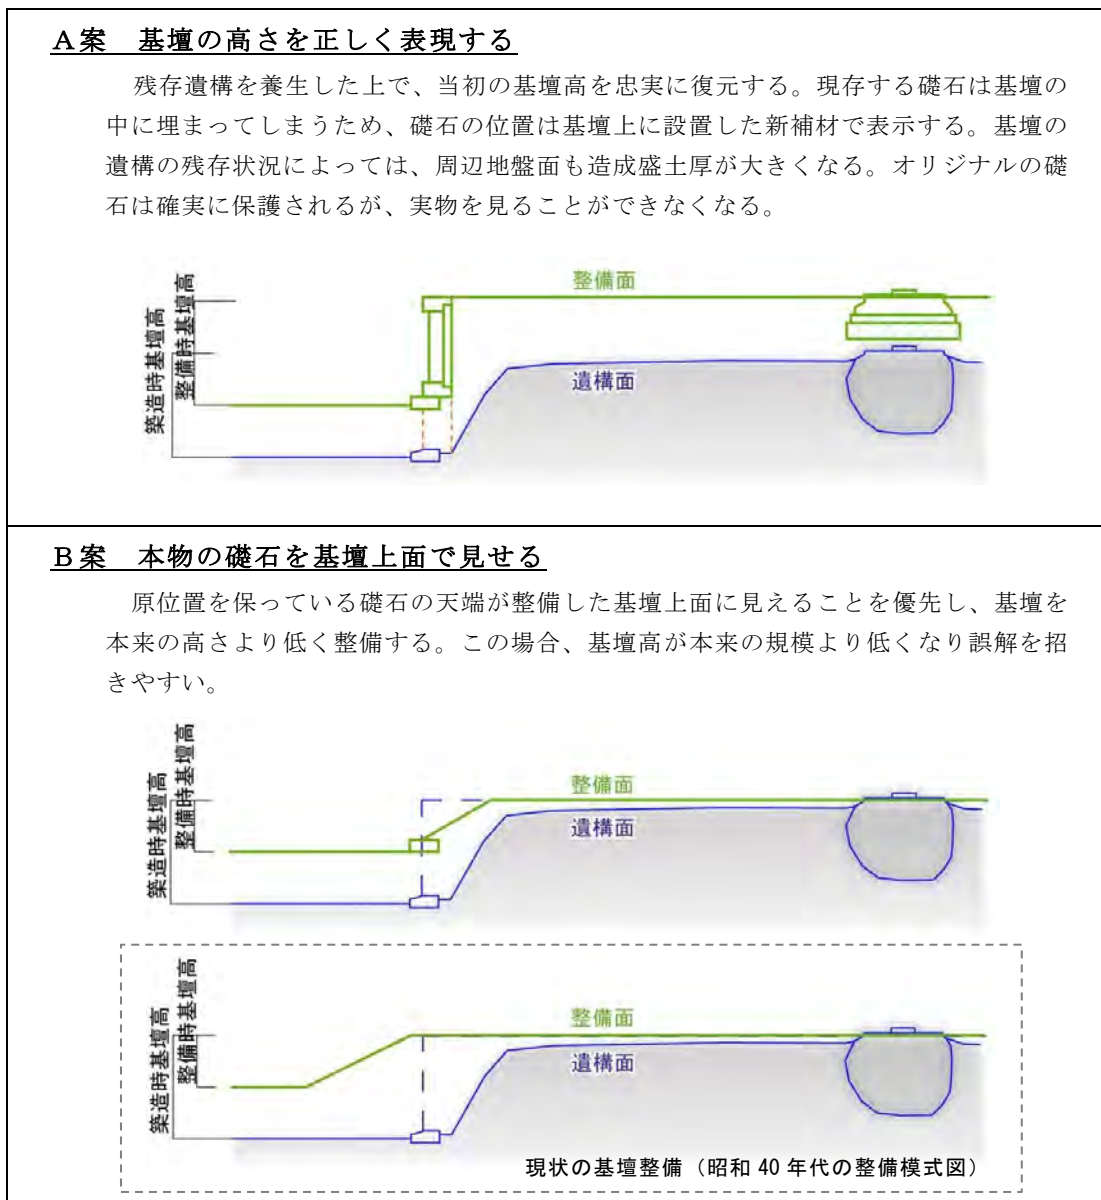 A案　基壇の高さを正しく表現する
残存遺構を養生した上で、当初の基壇高を忠実に復元する。現存する礎石は基壇の
中に埋まってしまうため、礎石の位置は基壇上に設置した新補材で表示する。基壇の
遺構の残存状況によっては、周辺地盤面も造成盛土厚が大きくなる。オリジナルの礎
石は確実に保護されるが、実物を見ることができなくなる。
築造時基壇高
整備時基壇高
整備面
遺構面
B案　本物の礎石を基壇上面で見せる
原位置を保っている礎石の天端が整備した基壇上面に見えることを優先し、基壇を
本来の高さより低く整備する。この場合、基壇高が本来の規模より低くなり誤解を招
きやすい。
築造時基壇高
整備時基壇高
整備面
遺構面
築造時基壇高
整備時基壇高
整備面
遺構面
現状の基壇整備（昭和 40 年代の整備模式図）